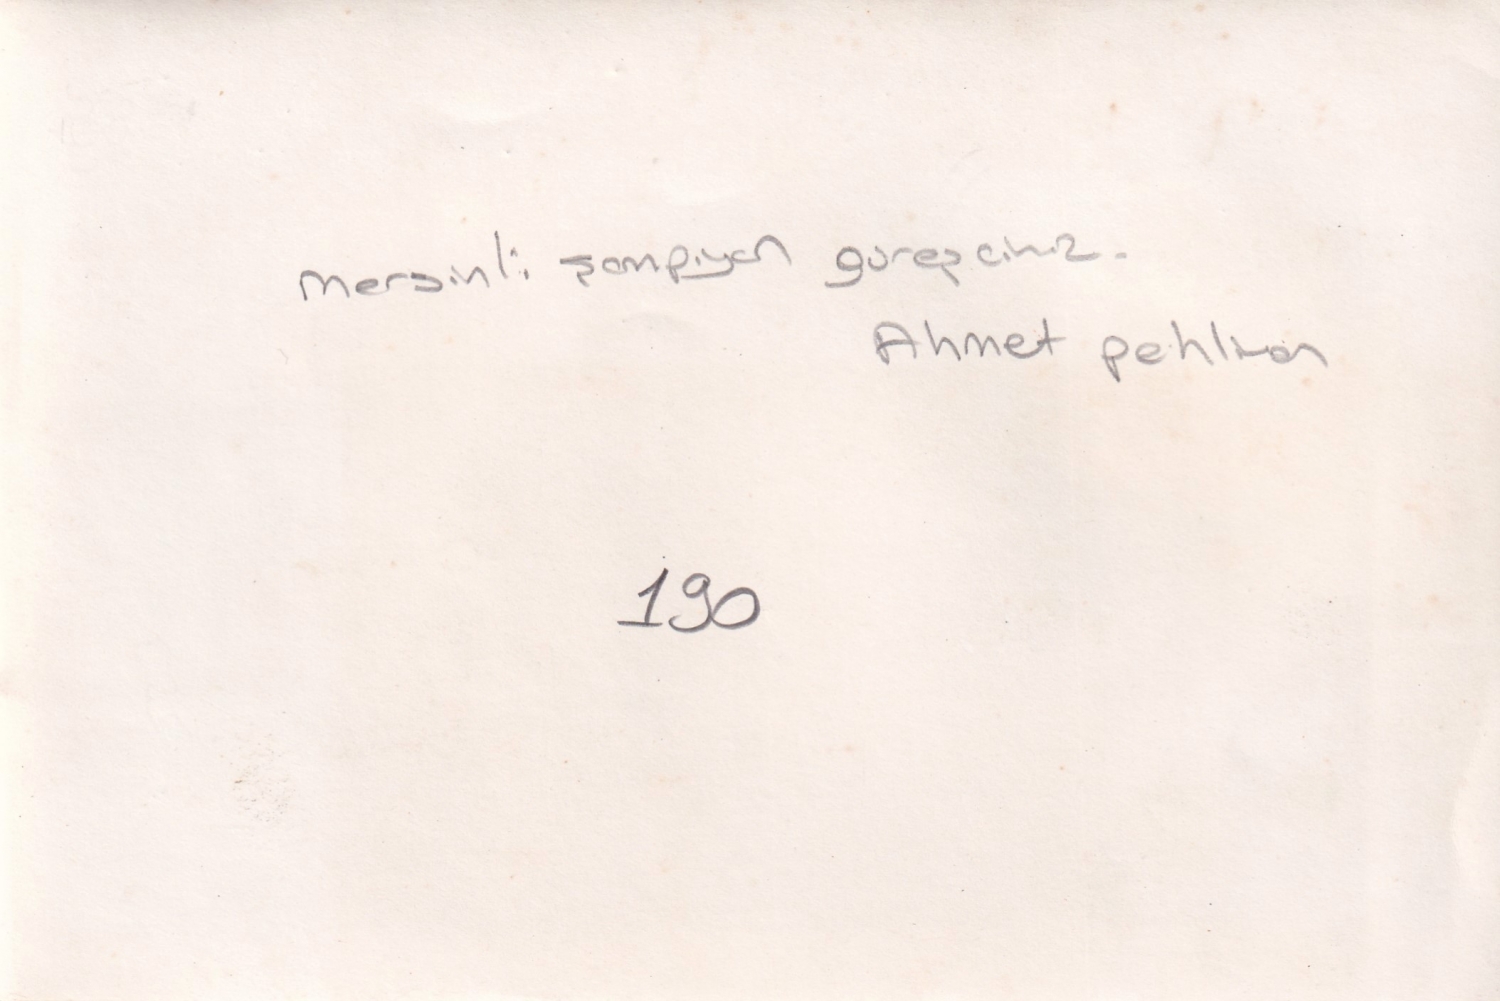 Mersinli şampiyon güreşcimiz.
Ahmet pehlivan
190